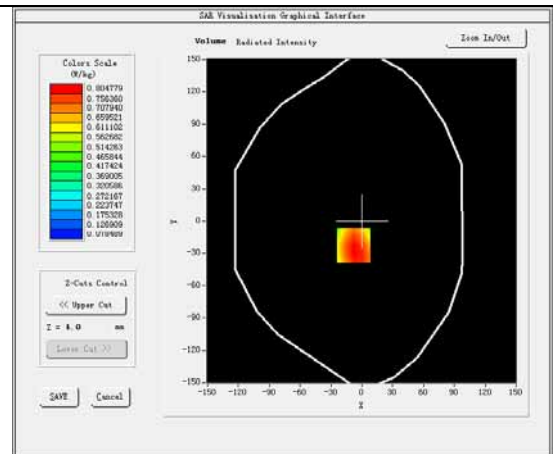 SAR Visualisation Graphical Interface
Volume Radiated Intensity
Zoom In/Out
Colors Scale
(W/kg)
0.804779
0.756360
0.707940
0.659521
0.611102
0.562682
0.514263
0.465844
0.417424
0.369005
0.320586
0.272167
0.223747
0.175328
0.126909
Z-Cuts Control
<< Upper Cut
Z = 4.0 mm
Lower Cut >>
SAVE Cancel
150
120
90
60
30
0
-30
-60
-90
-120
-150
Y
-150 -120 -90 -60 -30 0 30 60 90 120 150
X